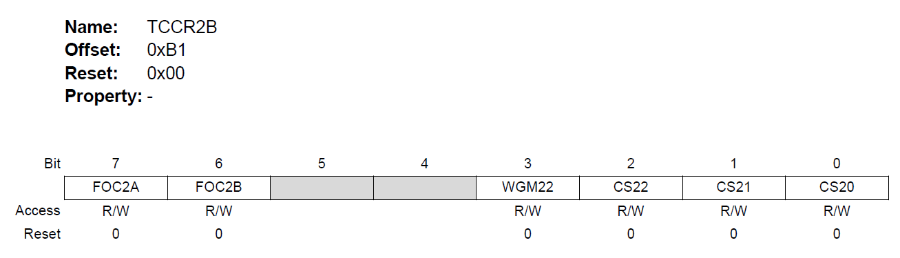 Name: TCCR2B
Offset: 0xB1
Reset: 0x00
Property: -
Bit 7 6 5 4 3 2 1 0
FOC2A FOC2B WGM22 CS22 CS21 CS20
Access R/W R/W R/W R/W R/W R/W
Reset 0 0 0 0 0 0